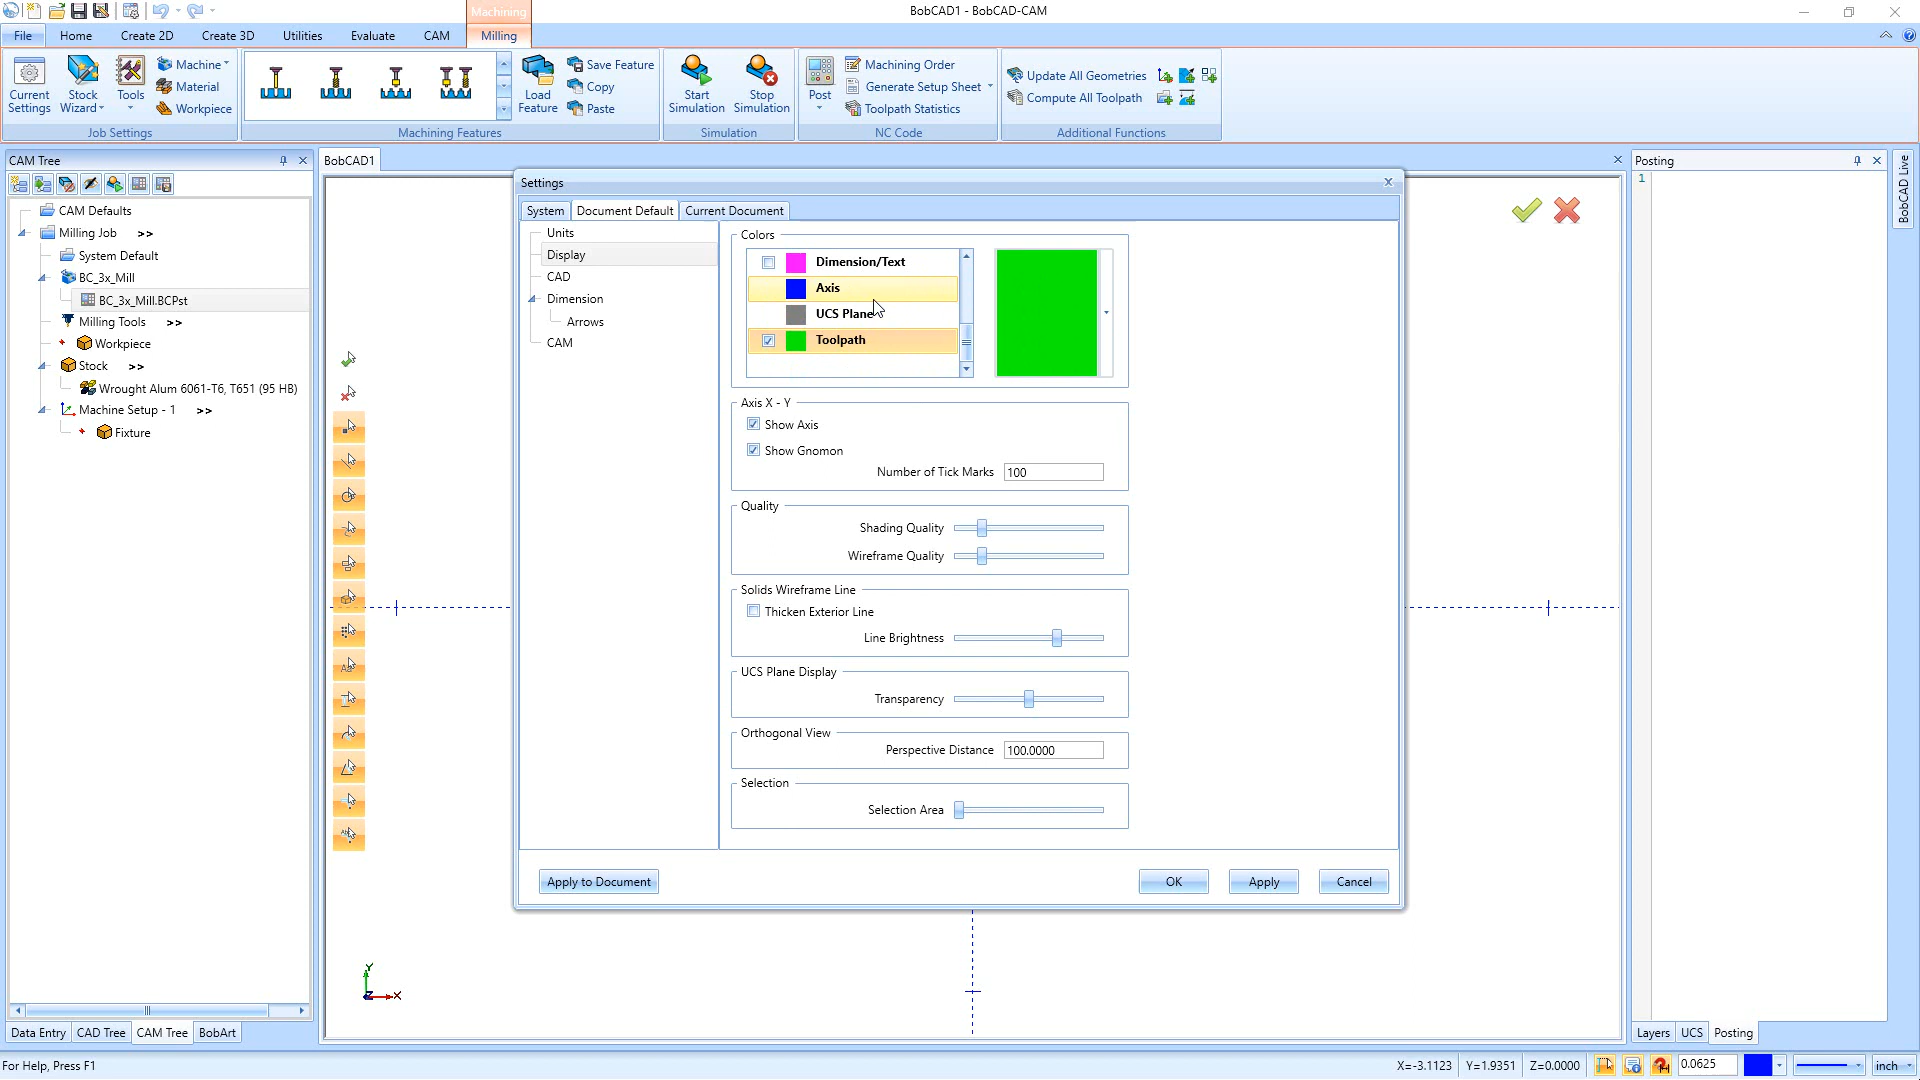 Machining
BobCAD1 - BobCAD-CAM
File
Home
Create 2D
Create 3D
Utilities
Evaluate
CAM
Milling
Current Settings
Stock Wizard
Tools
Machine
Material
Workpiece
Job Settings
Load Feature
Save Feature
Copy
Paste
Machining Features
Start Simulation
Stop Simulation
Simulation
Post
Machining Order
Generate Setup Sheet
Toolpath Statistics
NC Code
Update All Geometries
Compute All Toolpath
Additional Functions
CAM Tree
BobCAD1
Posting
BobCAD Live
CAM Defaults
Milling Job >>
System Default
BC_3x_Mill
BC_3x_Mill.BCPst
Milling Tools >>
Workpiece
Stock >>
Wrought Alum 6061-T6, T651 (95 HB)
Machine Setup - 1 >>
Fixture
Settings
System
Document Default
Current Document
Units
Display
CAD
Dimension
Arrows
CAM
Colors
Dimension/Text
Axis
UCS Plane
Toolpath
Axis X - Y
Show Axis
Show Gnomon
Number of Tick Marks 100
Quality
Shading Quality
Wireframe Quality
Solids Wireframe Line
Thicken Exterior Line
Line Brightness
UCS Plane Display
Transparency
Orthogonal View
Perspective Distance 100.0000
Selection
Selection Area
Apply to Document
OK
Apply
Cancel
1
Y
Z
X
Data Entry
CAD Tree
CAM Tree
BobArt
Layers
UCS
Posting
For Help, Press F1
X=-3.1123
Y=1.9351
Z=0.0000
0.0625
inch